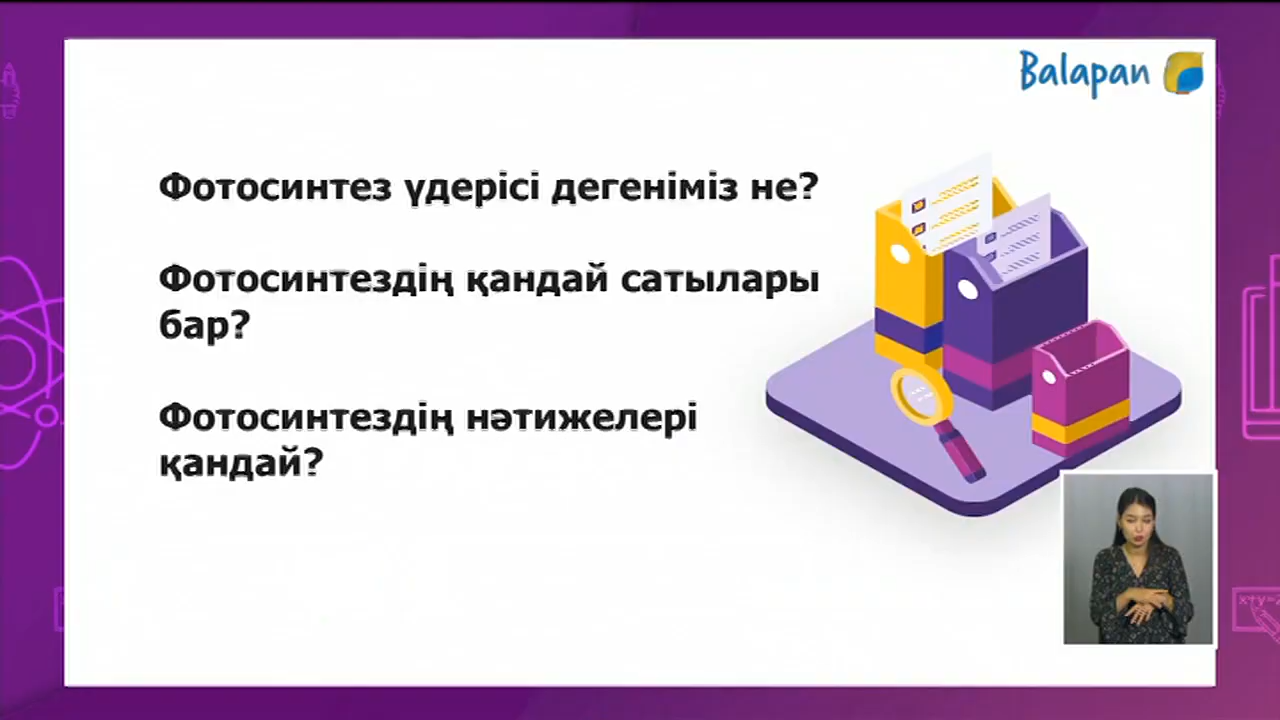 Balapan
Фотосинтез үдерісі дегеніміз не?
Фотосинтездің қандай сатылары
бар?
Фотосинтездің нәтижелері
қандай?